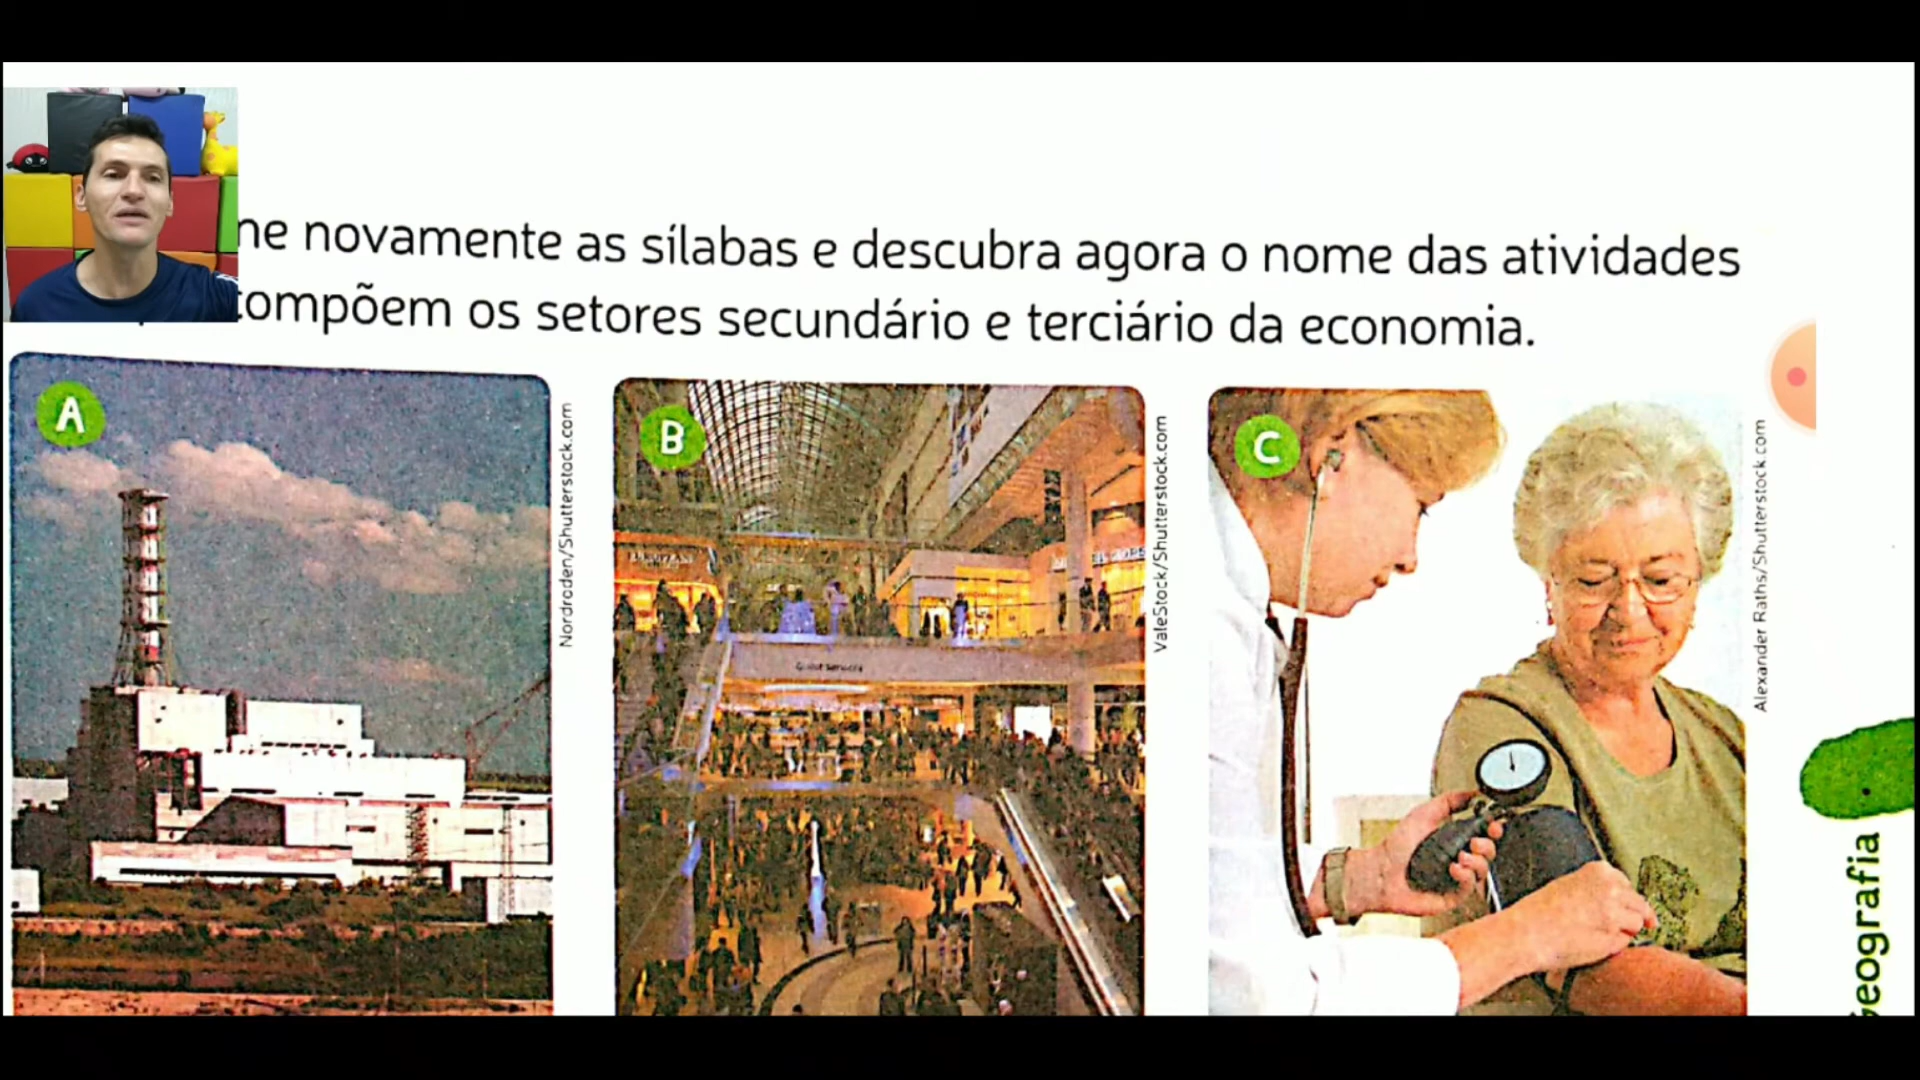 ne novamente as sílabas e descubra agora o nome das atividades
compõem os setores secundário e terciário da economia.
A
Nordroden/Shutterstock.com
B
ValeStock/Shutterstock.com
C
Alexander Raths/Shutterstock.com
Geografia